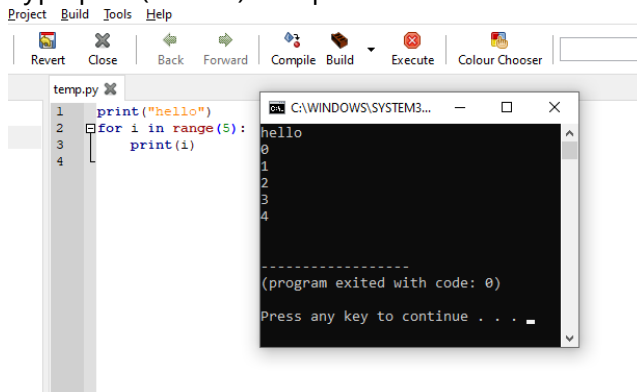 Project Build Tools Help
Revert Close Back Forward Compile Build Execute Colour Chooser
temp.py
1 print("hello")
2 for i in range(5):
3 print(i)
4
C:\WINDOWS\SYSTEM3...
hello
0
1
2
3
4
------------------
(program exited with code: 0)
Press any key to continue . . .